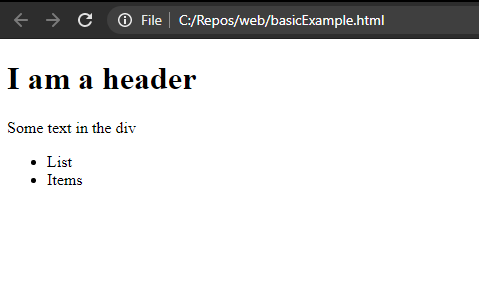 File | C:/Repos/web/basicExample.html
I am a header
Some text in the div
• List
• Items